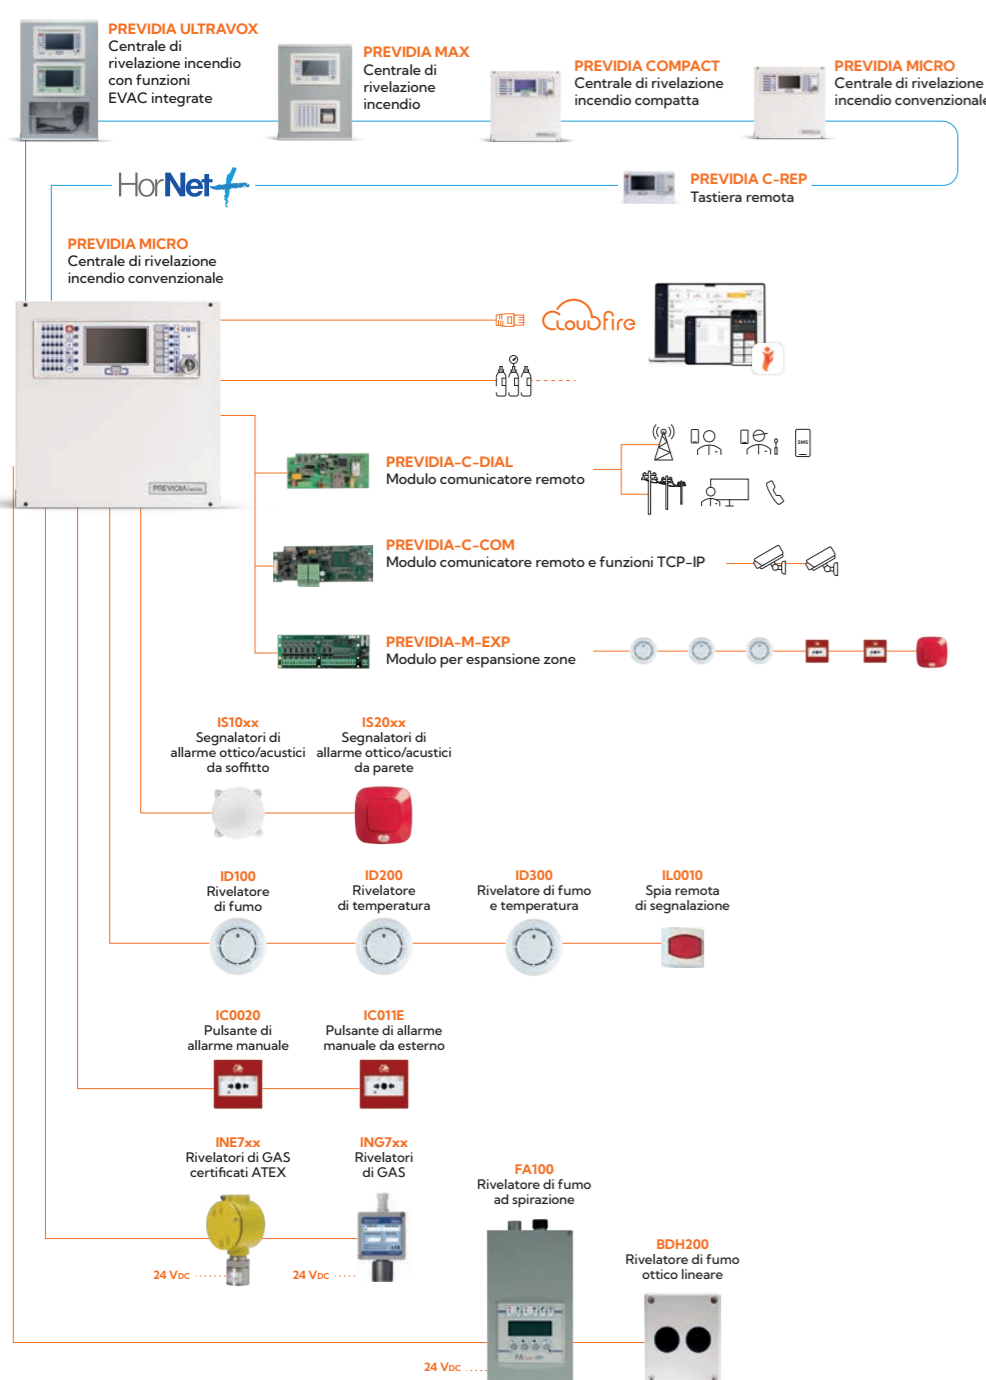 PREVIDIA ULTRAVOX
Centrale di
rivelazione incendio
con funzioni
EVAC integrate
PREVIDIA MAX
Centrale di
rivelazione
incendio
PREVIDIA COMPACT
Centrale di rivelazione
incendio compatta
PREVIDIA MICRO
Centrale di rivelazione
incendio convenzionale
HorNet+
PREVIDIA C-REP
Tastiera remota
PREVIDIA MICRO
Centrale di rivelazione
incendio convenzionale
inim
PREVIDIA
CLOUDFIRE
PREVIDIA-C-DIAL
Modulo comunicatore remoto
SMS
PREVIDIA-C-COM
Modulo comunicatore remoto e funzioni TCP-IP
PREVIDIA-M-EXP
Modulo per espansione zone
IS10xx
Segnalatori di
allarme ottico/acustici
da soffitto
IS20xx
Segnalatori di
allarme ottico/acustici
da parete
ID100
Rivelatore
di fumo
ID200
Rivelatore
di temperatura
ID300
Rivelatore di fumo
e temperatura
IL0010
Spia remota
di segnalazione
IC0020
Pulsante di
allarme manuale
IC011E
Pulsante di allarme
manuale da esterno
INE7xx
Rivelatori di GAS
certificati ATEX
ING7xx
Rivelatori
di GAS
24 VDC
24 VDC
FA100
Rivelatore di fumo
ad spirazione
24 VDC
BDH200
Rivelatore di fumo
ottico lineare